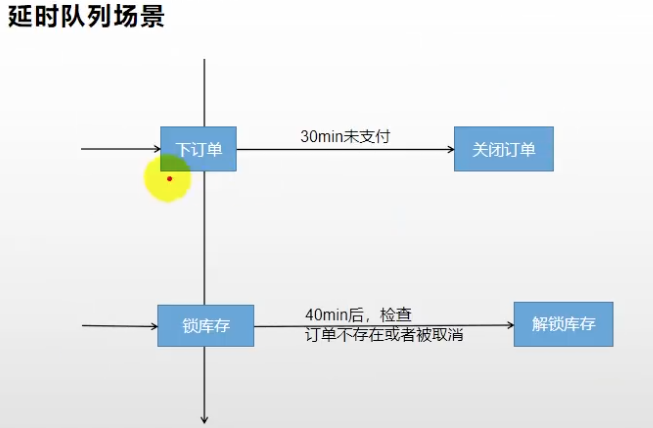 延时队列场景
下订单
30min未支付
关闭订单
锁库存
40min后，检查
订单不存在或者被取消
解锁库存